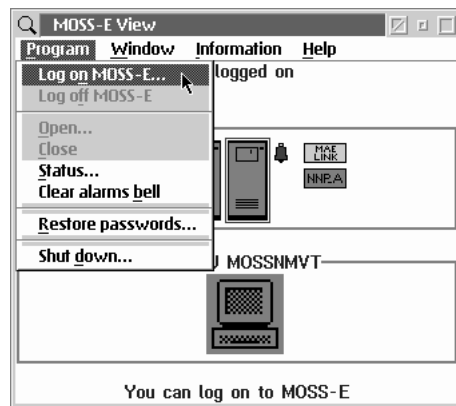 MOSS-E View
Program Window Information Help
logged on
Log on MOSS-E...
Log off MOSS-E
Open...
Close
Status...
Clear alarms bell
Restore passwords...
Shut down...
MAE
LINK
NNP.A
MOSSNMVT
You can log on to MOSS-E